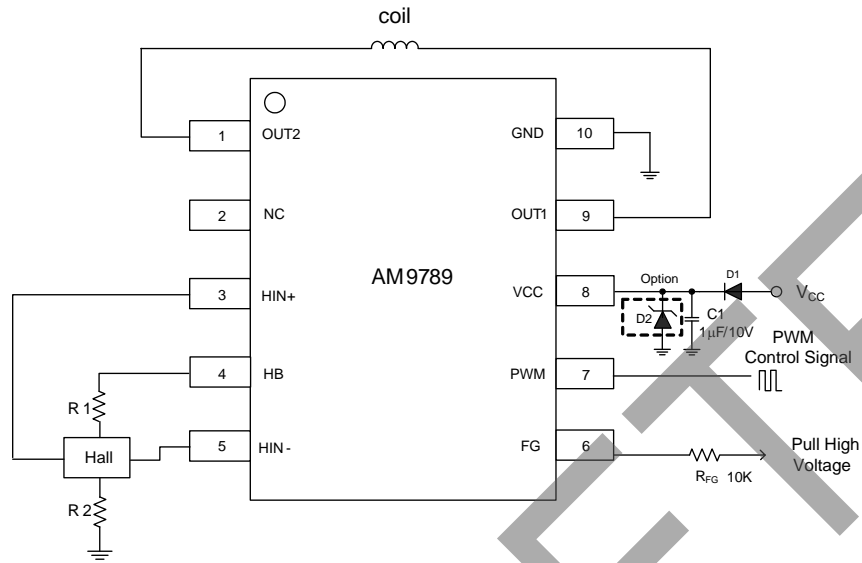 coil
1 OUT2
GND 10
2 NC
OUT1 9
AM9789
3 HIN+
VCC 8
Option
D1
VCC
D2
C1
1μF/10V
PWM
Control Signal
4 HB
PWM 7
R 1
Hall
5 HIN -
FG 6
RFG 10K
Pull High
Voltage
R 2